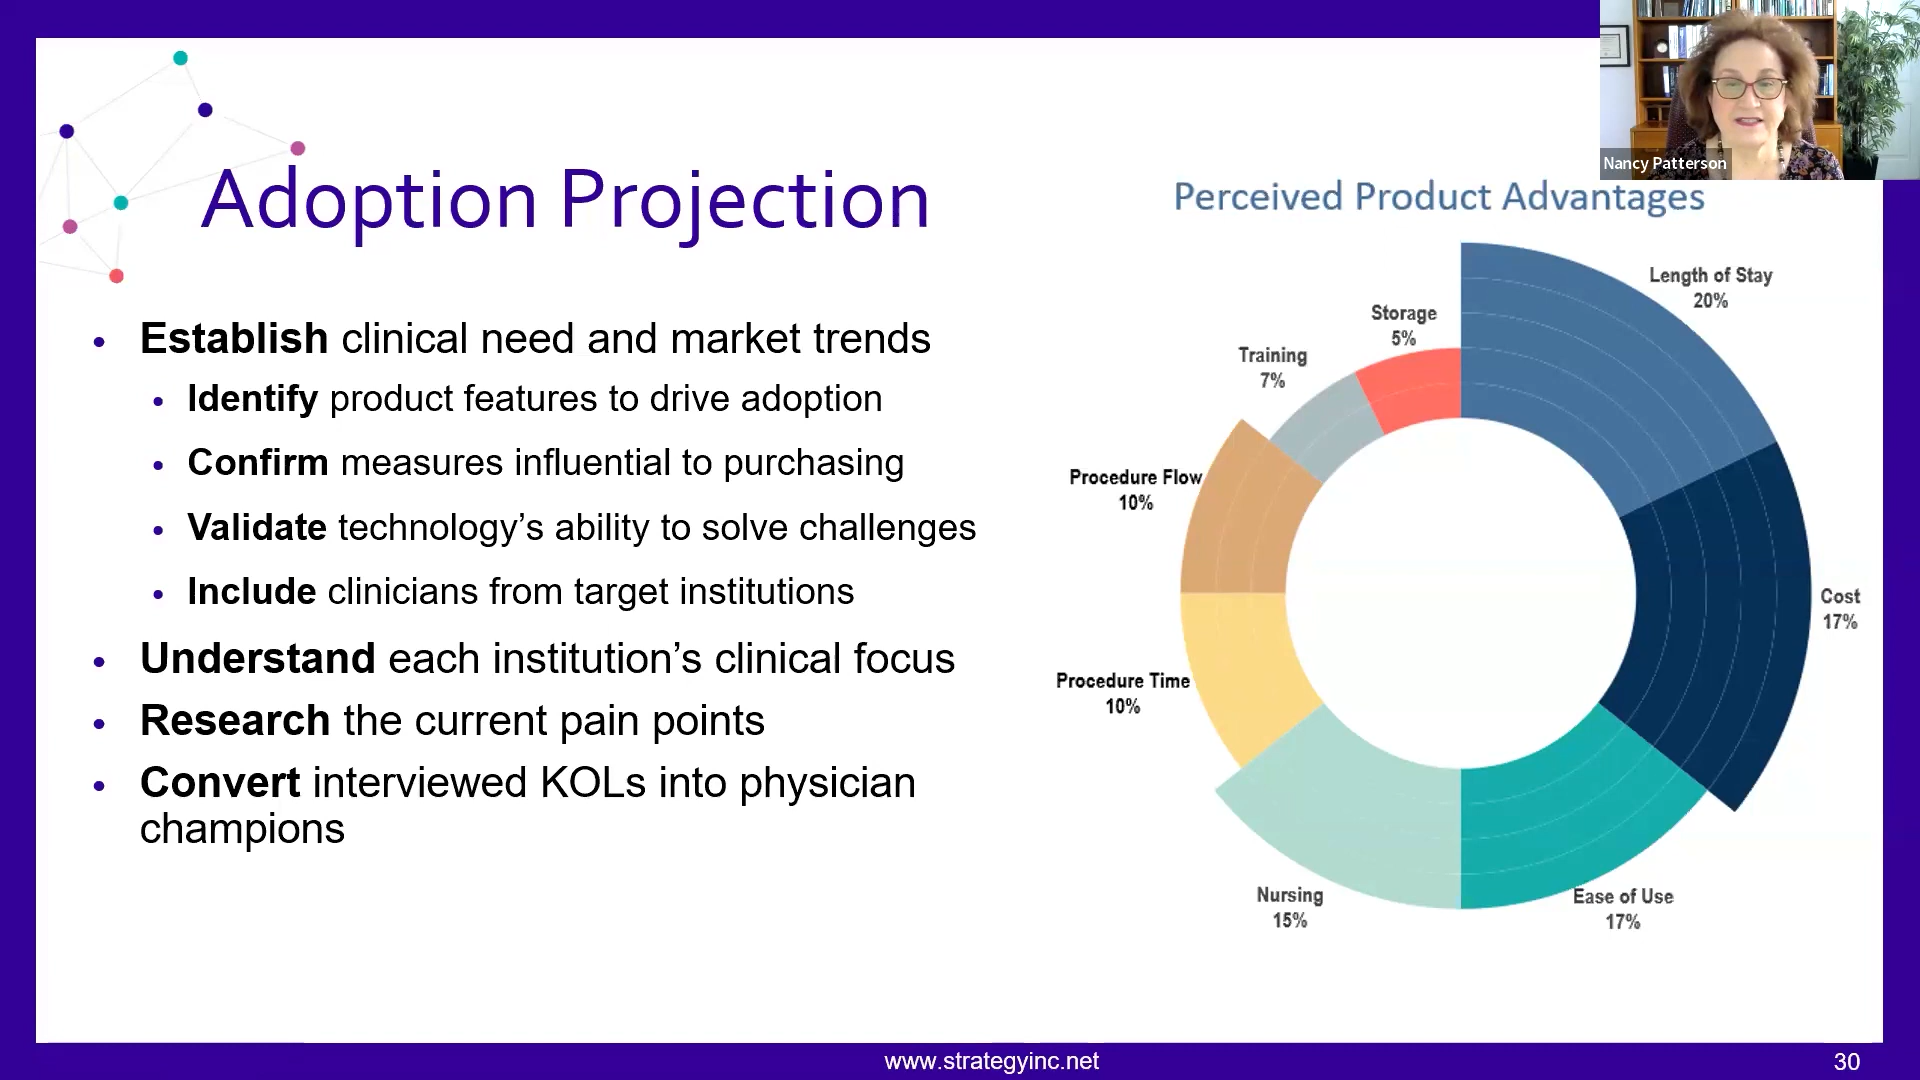 Nancy Patterson
Adoption Projection
• Establish clinical need and market trends
• Identify product features to drive adoption
• Confirm measures influential to purchasing
• Validate technology’s ability to solve challenges
• Include clinicians from target institutions
• Understand each institution’s clinical focus
• Research the current pain points
• Convert interviewed KOLs into physician
champions
Perceived Product Advantages
Length of Stay
20%
Cost
17%
Ease of Use
17%
Nursing
15%
Procedure Time
10%
Procedure Flow
10%
Training
7%
Storage
5%
www.strategyinc.net
30